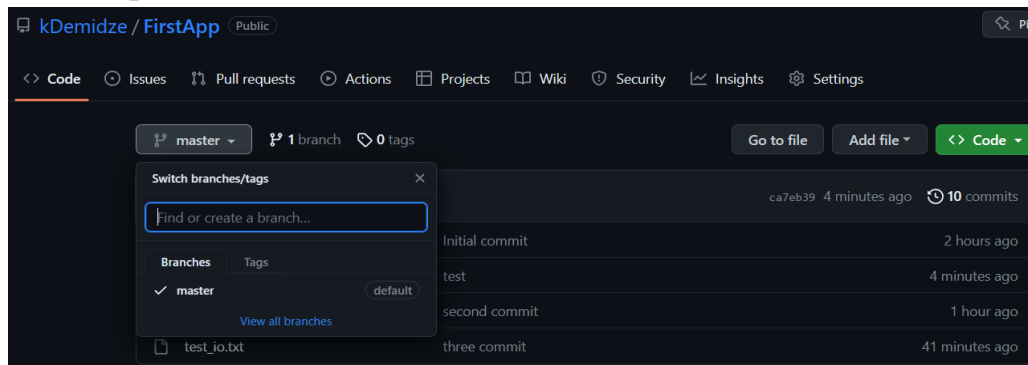 kDemidze / FirstApp Public
Code Issues Pull requests Actions Projects Wiki Security Insights Settings
master 1 branch 0 tags Go to file Add file Code
Switch branches/tags
ca7eb39 4 minutes ago 10 commits
Find or create a branch...
Initial commit 2 hours ago
Branches Tags
test 4 minutes ago
master default
second commit 1 hour ago
View all branches
test_io.txt three commit 41 minutes ago